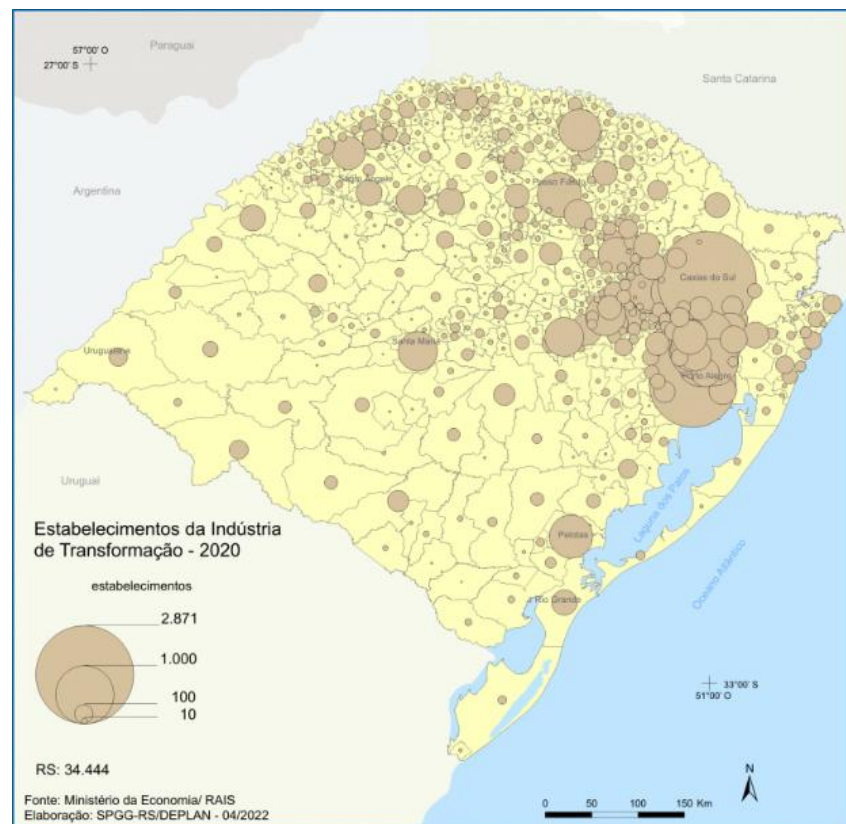 Paraguai
57°00' O
27°00' S
Santa Catarina
Argentina
Santo Ângelo
Passo Fundo
Caxias do Sul
Uruguaiana
Santa Maria
Porto Alegre
Uruguai
Laguna dos Patos
Estabelecimentos da Indústria
de Transformação - 2020
Pelotas
Oceano Atlântico
estabelecimentos
Rio Grande
2.871
1.000
100
10
33°00' S
51°00' O
RS: 34.444
N
Fonte: Ministério da Economia/ RAIS
Elaboração: SPGG-RS/DEPLAN - 04/2022
0 50 100 150 Km